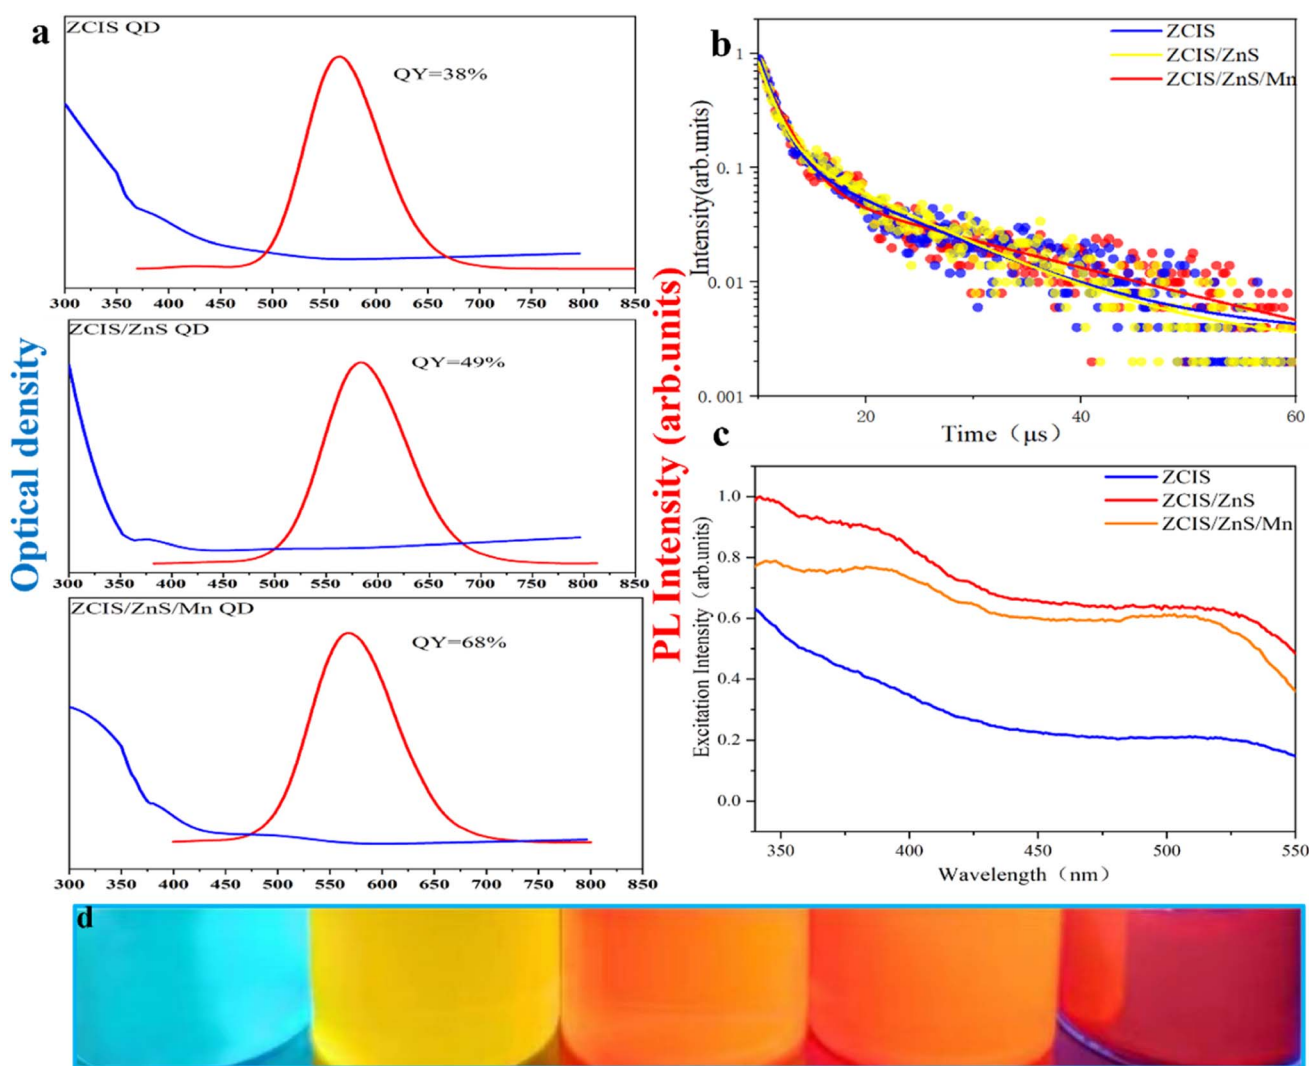 a
ZCIS QD
QY=38%
300 350 400 450 500 550 600 650 700 750 800 850
ZCIS/ZnS QD
QY=49%
300 350 400 450 500 550 600 650 700 750 800 850
ZCIS/ZnS/Mn QD
QY=68%
300 350 400 450 500 550 600 650 700 750 800 850
Optical density
PL Intensity (arb.units)
b
ZCIS
ZCIS/ZnS
ZCIS/ZnS/Mn
1
0.1
0.01
0.001
Intensity(arb.units)
20 40 60
Time（μs）
c
ZCIS
ZCIS/ZnS
ZCIS/ZnS/Mn
1.0
0.8
0.6
0.4
0.2
0.0
Excitation Intensity（arb.units)
350 400 450 500 550
Wavelength（nm）
d